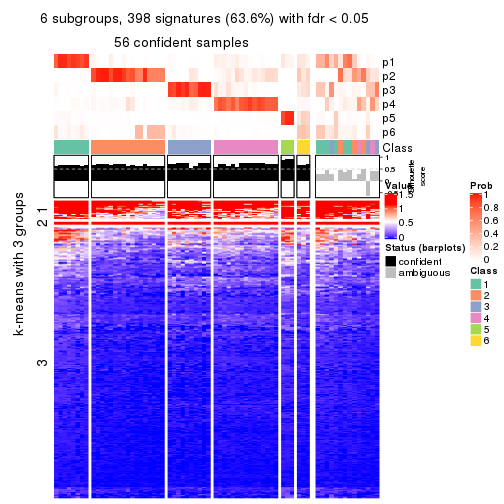 6 subgroups, 398 signatures (63.6%) with fdr < 0.05
56 confident samples
p1
p2
p3
p4
p5
p6
Class
1
0.5
0
silhouette
score
k-means with 3 groups
1
2
3
Value
1.5
1
0.5
0
Status (barplots)
confident
ambiguous
Prob
1
0.8
0.6
0.4
0.2
0
Class
1
2
3
4
5
6